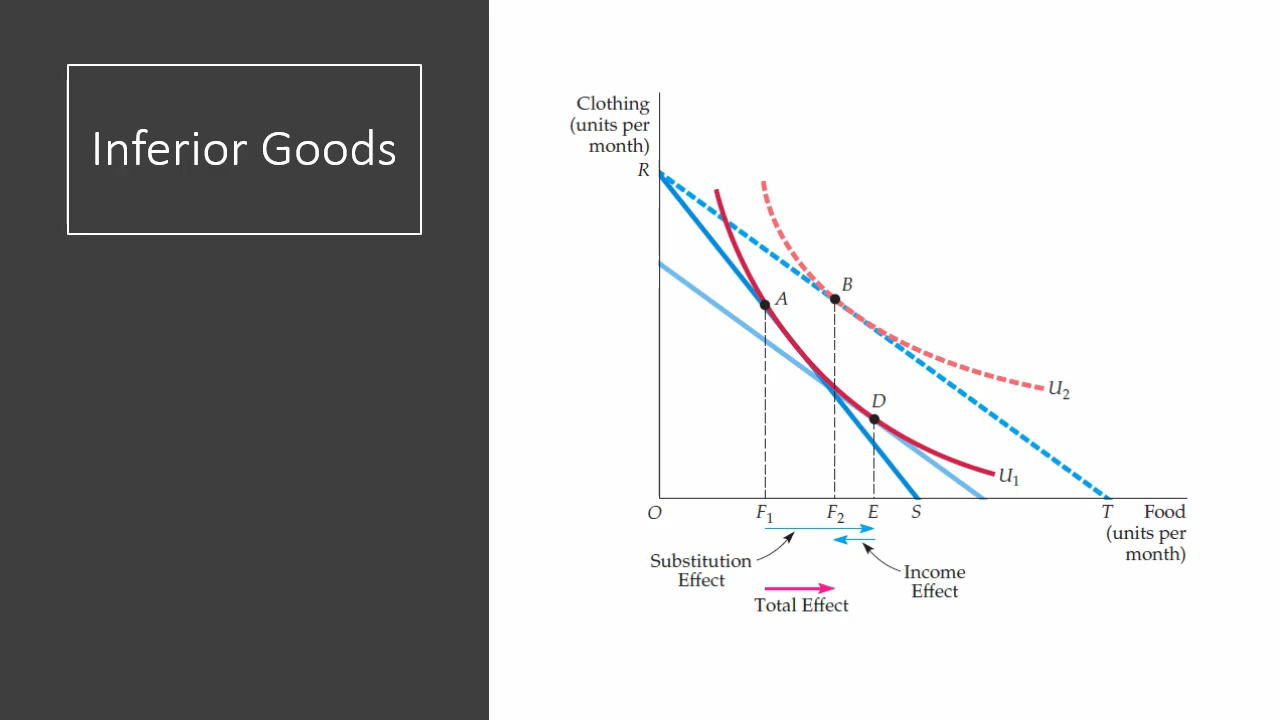 Inferior Goods
Clothing
(units per
month)
R
A
B
D
U2
U1
O
F1
F2
E
S
T
Food
(units per
month)
Substitution
Effect
Income
Effect
Total Effect